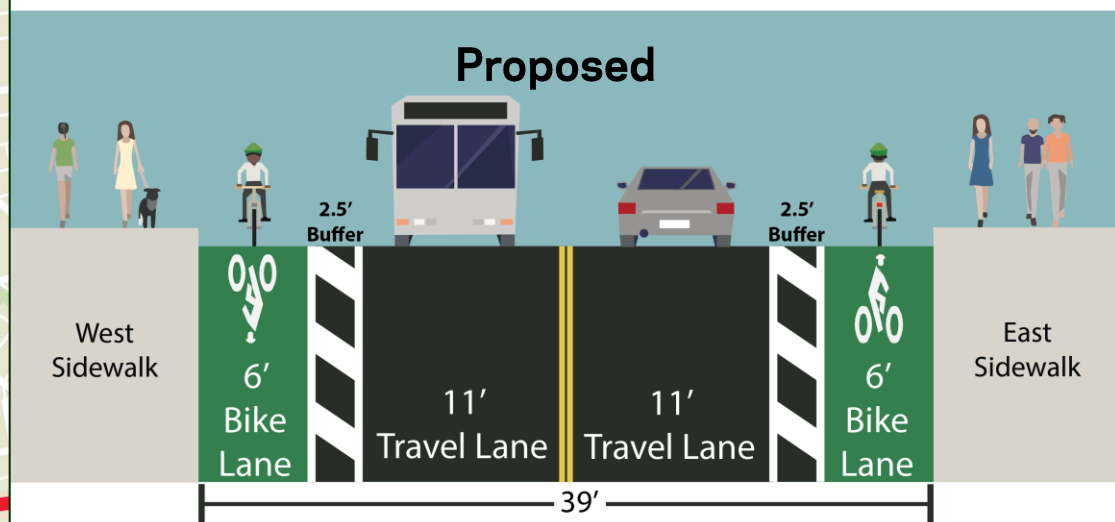 Proposed
2.5’
Buffer
2.5’
Buffer
West
Sidewalk
6’
Bike
Lane
11’
Travel Lane
11’
Travel Lane
6’
Bike
Lane
East
Sidewalk
39’